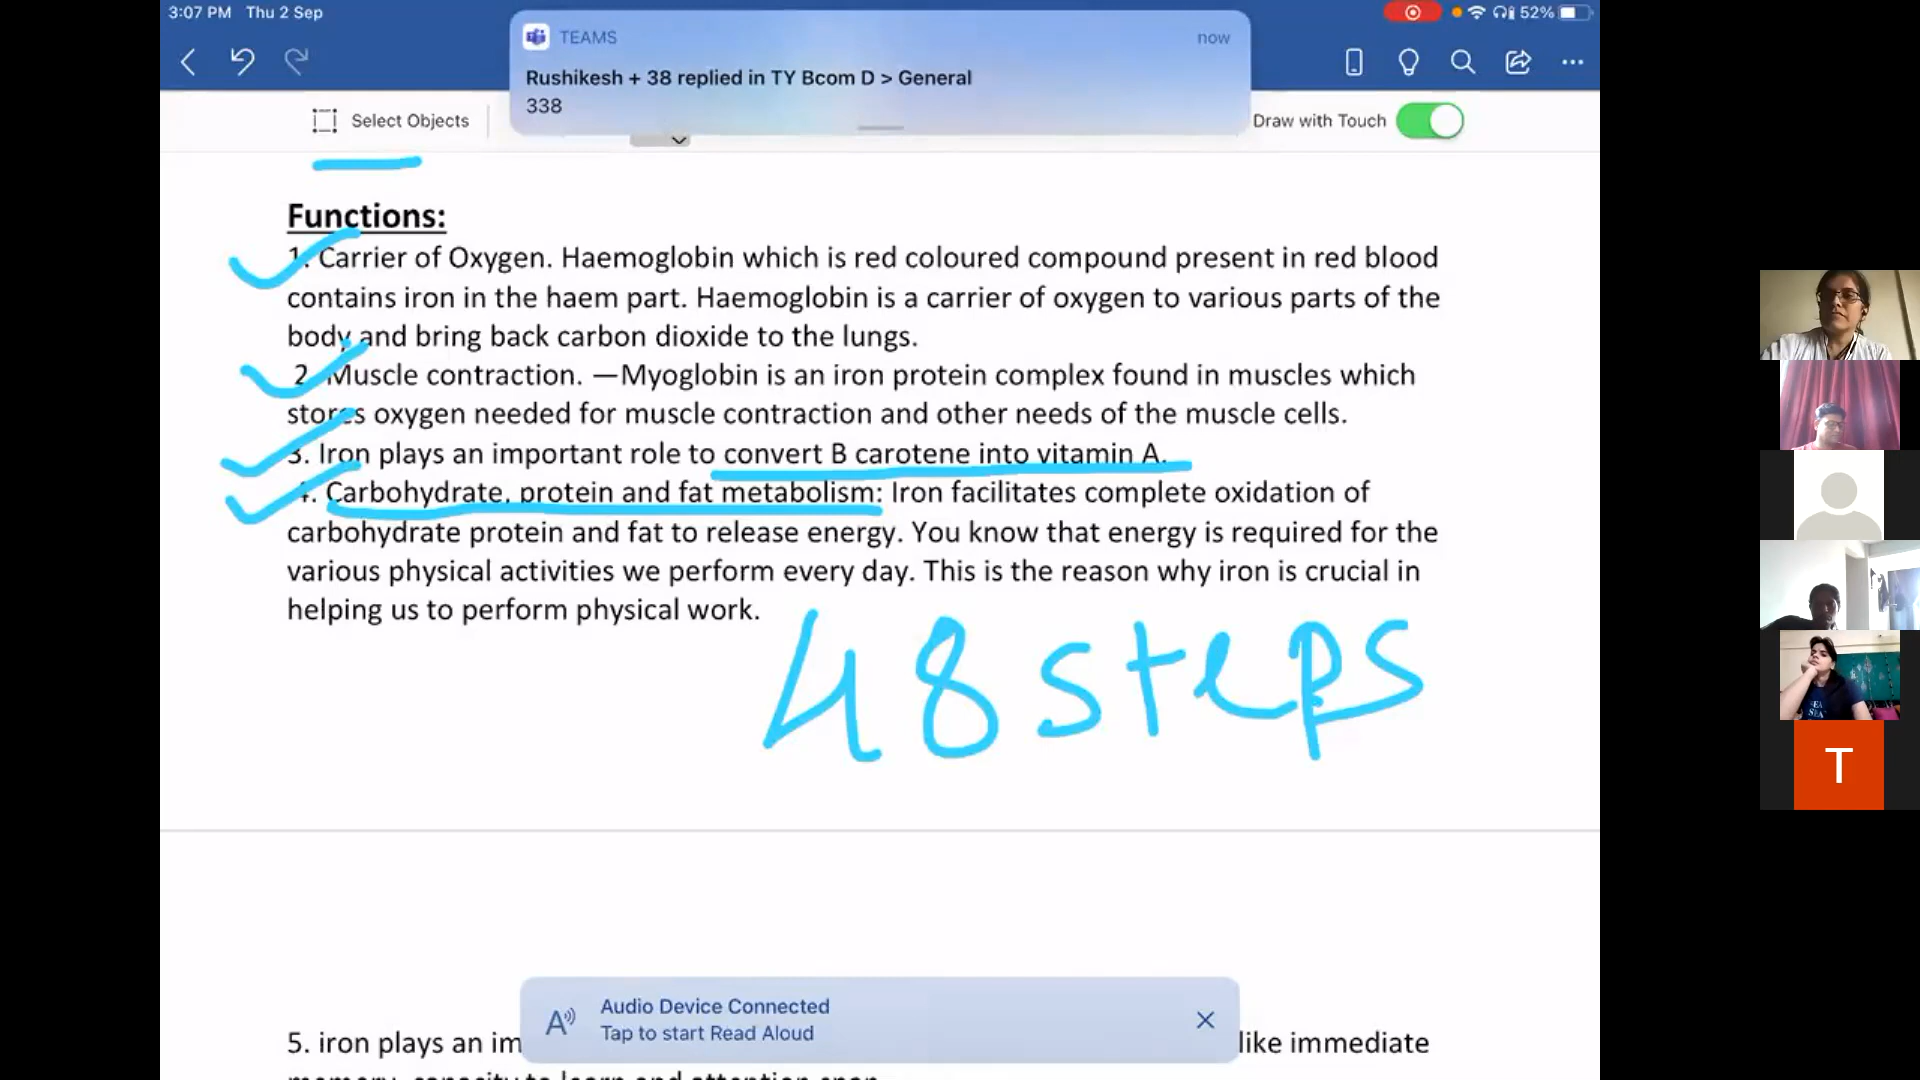 3:07 PM Thu 2 Sep
52%
TEAMS
now
Rushikesh + 38 replied in TY Bcom D > General
338
Select Objects
Draw with Touch
Functions:
1. Carrier of Oxygen. Haemoglobin which is red coloured compound present in red blood
contains iron in the haem part. Haemoglobin is a carrier of oxygen to various parts of the
body and bring back carbon dioxide to the lungs.
2. Muscle contraction. —Myoglobin is an iron protein complex found in muscles which
stores oxygen needed for muscle contraction and other needs of the muscle cells.
3. Iron plays an important role to convert B carotene into vitamin A.
4. Carbohydrate, protein and fat metabolism: Iron facilitates complete oxidation of
carbohydrate protein and fat to release energy. You know that energy is required for the
various physical activities we perform every day. This is the reason why iron is crucial in
helping us to perform physical work.
48 steps
Audio Device Connected
Tap to start Read Aloud
5. iron plays an im
like immediate
memory, capacity to learn and attention span
T